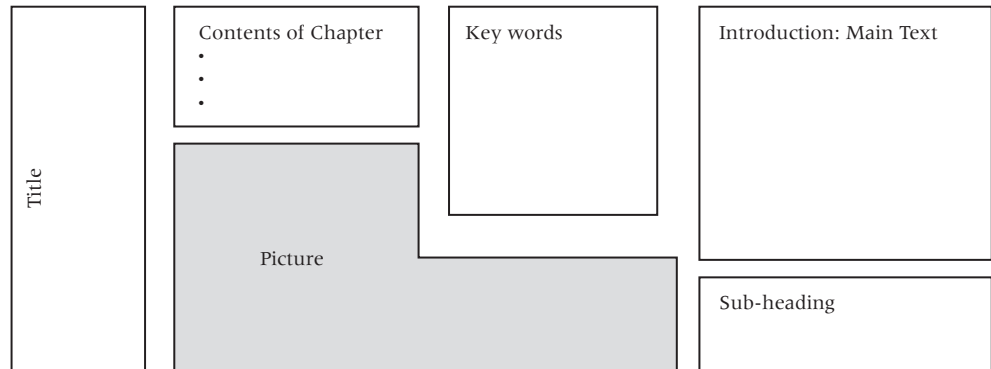 Title
Contents of Chapter
•
•
•
Key words
Introduction: Main Text
Picture
Sub-heading